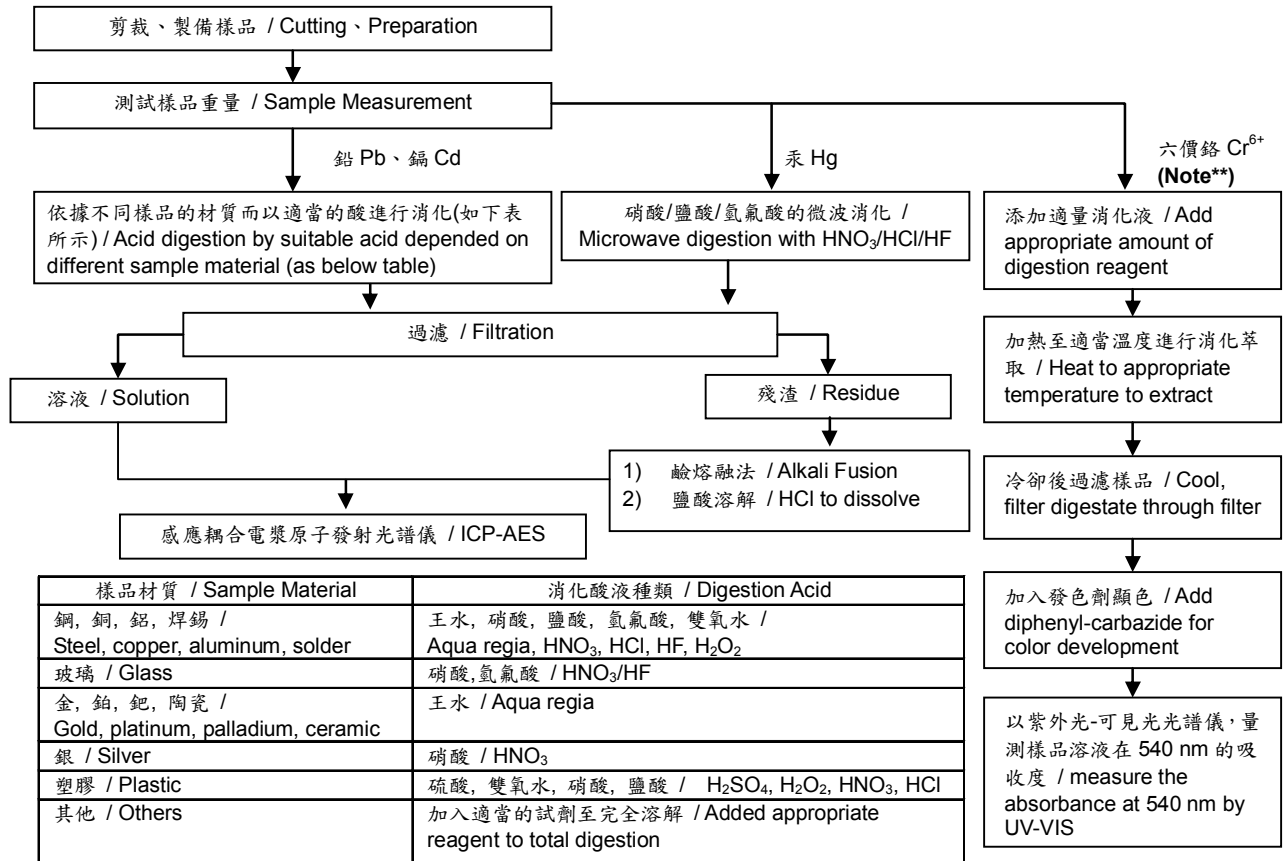 剪裁、製備樣品 / Cutting、Preparation
測試樣品重量 / Sample Measurement
鉛 Pb、鎘 Cd
汞 Hg
六價鉻 Cr⁶⁺
(Note**)
依據不同樣品的材質而以適當的酸進行消化(如下表
所示) / Acid digestion by suitable acid depended on
different sample material (as below table)
硝酸/鹽酸/氫氟酸的微波消化 /
Microwave digestion with HNO₃/HCl/HF
添加適量消化液 / Add
appropriate amount of
digestion reagent
過濾 / Filtration
加熱至適當溫度進行消化萃
取 / Heat to appropriate
temperature to extract
溶液 / Solution
殘渣 / Residue
1) 鹼熔融法 / Alkali Fusion
2) 鹽酸溶解 / HCl to dissolve
冷卻後過濾樣品 / Cool,
filter digestate through filter
感應耦合電漿原子發射光譜儀 / ICP-AES
加入發色劑顯色 / Add
diphenyl-carbazide for
color development
以紫外光-可見光光譜儀，量
測樣品溶液在 540 nm 的吸
收度 / measure the
absorbance at 540 nm by
UV-VIS
樣品材質 / Sample Material
消化酸液種類 / Digestion Acid
鋼, 銅, 鋁, 焊錫 /
Steel, copper, aluminum, solder
王水, 硝酸, 鹽酸, 氫氟酸, 雙氧水 /
Aqua regia, HNO₃, HCl, HF, H₂O₂
玻璃 / Glass
硝酸,氫氟酸 / HNO₃/HF
金, 鉑, 鈀, 陶瓷 /
Gold, platinum, palladium, ceramic
王水 / Aqua regia
銀 / Silver
硝酸 / HNO₃
塑膠 / Plastic
硫酸, 雙氧水, 硝酸, 鹽酸 / H₂SO₄, H₂O₂, HNO₃, HCl
其他 / Others
加入適當的試劑至完全溶解 / Added appropriate
reagent to total digestion